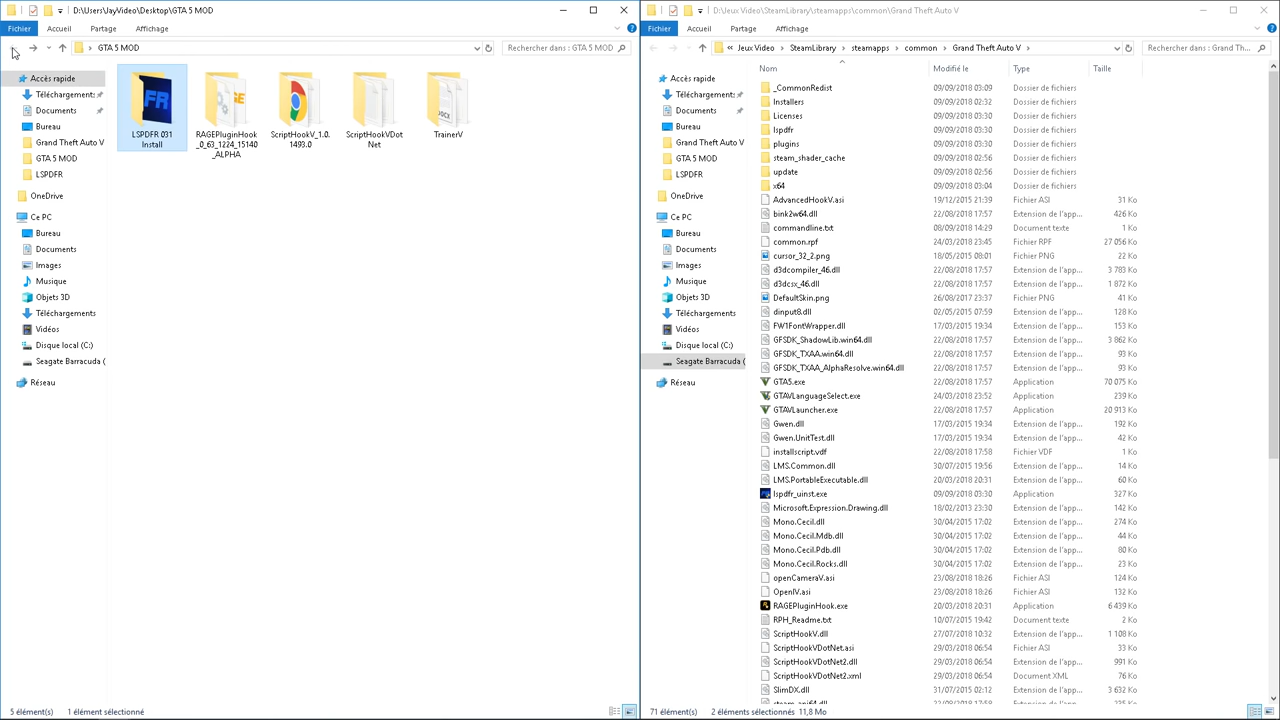 D:\Users\JayVideo\Desktop\GTA 5 MOD
Fichier Accueil Partage Affichage
GTA 5 MOD
Rechercher dans : GTA 5 MOD
Accès rapide
Téléchargement:
Documents
Bureau
Grand Theft Auto V
GTA 5 MOD
LSPDFR
OneDrive
Ce PC
Bureau
Documents
Images
Musique
Objets 3D
Téléchargements
Vidéos
Disque local (C:)
Seagate Barracuda (
Réseau
LSPDFR 031 Install
RAGEPluginHook_0_63_1224_15140_ALPHA
ScriptHookV_1.0.1493.0
ScriptHookVDotNet
TrainerV
5 élément(s) 1 élément sélectionné
D:\Jeux Video\SteamLibrary\steamapps\common\Grand Theft Auto V
Fichier Accueil Partage Affichage
« Jeux Video > SteamLibrary > steamapps > common > Grand Theft Auto V >
Rechercher dans : Grand Th...
Accès rapide
Téléchargement:
Documents
Bureau
Grand Theft Auto V
GTA 5 MOD
LSPDFR
OneDrive
Ce PC
Bureau
Documents
Images
Musique
Objets 3D
Téléchargements
Vidéos
Disque local (C:)
Seagate Barracuda (
Réseau
Nom Modifié le Type Taille
_CommonRedist 09/09/2018 03:09 Dossier de fichiers
Installers 09/09/2018 02:32 Dossier de fichiers
Licenses 09/09/2018 03:30 Dossier de fichiers
lspdfr 09/09/2018 03:30 Dossier de fichiers
plugins 09/09/2018 03:30 Dossier de fichiers
steam_shader_cache 09/09/2018 02:56 Dossier de fichiers
update 09/09/2018 02:56 Dossier de fichiers
x64 09/09/2018 03:04 Dossier de fichiers
AdvancedHookV.asi 19/12/2015 21:39 Fichier ASI 31 Ko
bink2w64.dll 22/08/2018 17:57 Extension de l'app... 426 Ko
commandline.txt 08/09/2018 14:29 Document texte 1 Ko
common.rpf 24/03/2018 23:45 Fichier RPF 27 056 Ko
cursor_32_2.png 18/05/2015 08:01 Fichier PNG 22 Ko
d3dcompiler_46.dll 22/08/2018 17:57 Extension de l'app... 3 783 Ko
d3dcsx_46.dll 22/08/2018 17:57 Extension de l'app... 1 872 Ko
DefaultSkin.png 26/08/2017 23:37 Fichier PNG 41 Ko
dinput8.dll 02/05/2015 07:59 Extension de l'app... 128 Ko
FW1FontWrapper.dll 17/03/2015 19:34 Extension de l'app... 153 Ko
GFSDK_ShadowLib.win64.dll 22/08/2018 17:57 Extension de l'app... 3 862 Ko
GFSDK_TXAA.win64.dll 22/08/2018 17:57 Extension de l'app... 93 Ko
GFSDK_TXAA_AlphaResolve.win64.dll 22/08/2018 17:57 Extension de l'app... 93 Ko
GTA5.exe 22/08/2018 17:57 Application 70 075 Ko
GTAVLanguageSelect.exe 24/03/2018 23:52 Application 239 Ko
GTAVLauncher.exe 22/08/2018 17:57 Application 20 913 Ko
Gwen.dll 17/03/2015 19:34 Extension de l'app... 192 Ko
Gwen.UnitTest.dll 17/03/2015 19:34 Extension de l'app... 42 Ko
installscript.vdf 22/08/2018 17:58 Fichier VDF 1 Ko
LMS.Common.dll 30/07/2015 19:56 Extension de l'app... 14 Ko
LMS.PortableExecutable.dll 20/03/2018 20:31 Extension de l'app... 60 Ko
lspdfr_uinst.exe 09/09/2018 03:30 Application 327 Ko
Microsoft.Expression.Drawing.dll 18/02/2013 23:30 Extension de l'app... 142 Ko
Mono.Cecil.dll 30/04/2015 17:02 Extension de l'app... 274 Ko
Mono.Cecil.Mdb.dll 30/04/2015 17:02 Extension de l'app... 44 Ko
Mono.Cecil.Pdb.dll 30/04/2015 17:02 Extension de l'app... 80 Ko
Mono.Cecil.Rocks.dll 30/04/2015 17:02 Extension de l'app... 23 Ko
openCameraV.asi 23/08/2018 18:26 Fichier ASI 124 Ko
OpenIV.asi 23/08/2018 18:26 Fichier ASI 132 Ko
RAGEPluginHook.exe 20/03/2018 20:31 Application 6 439 Ko
RPH_Readme.txt 10/07/2015 19:42 Document texte 2 Ko
ScriptHookV.dll 27/07/2018 10:32 Extension de l'app... 1 108 Ko
ScriptHookVDotNet.asi 29/03/2018 06:54 Fichier ASI 33 Ko
ScriptHookVDotNet2.dll 29/03/2018 06:54 Extension de l'app... 991 Ko
ScriptHookVDotNet2.xml 29/03/2018 06:54 Document XML 76 Ko
SlimDX.dll 31/07/2015 02:12 Extension de l'app... 3 632 Ko
71 élément(s) 2 éléments sélectionnés 11,8 Mo